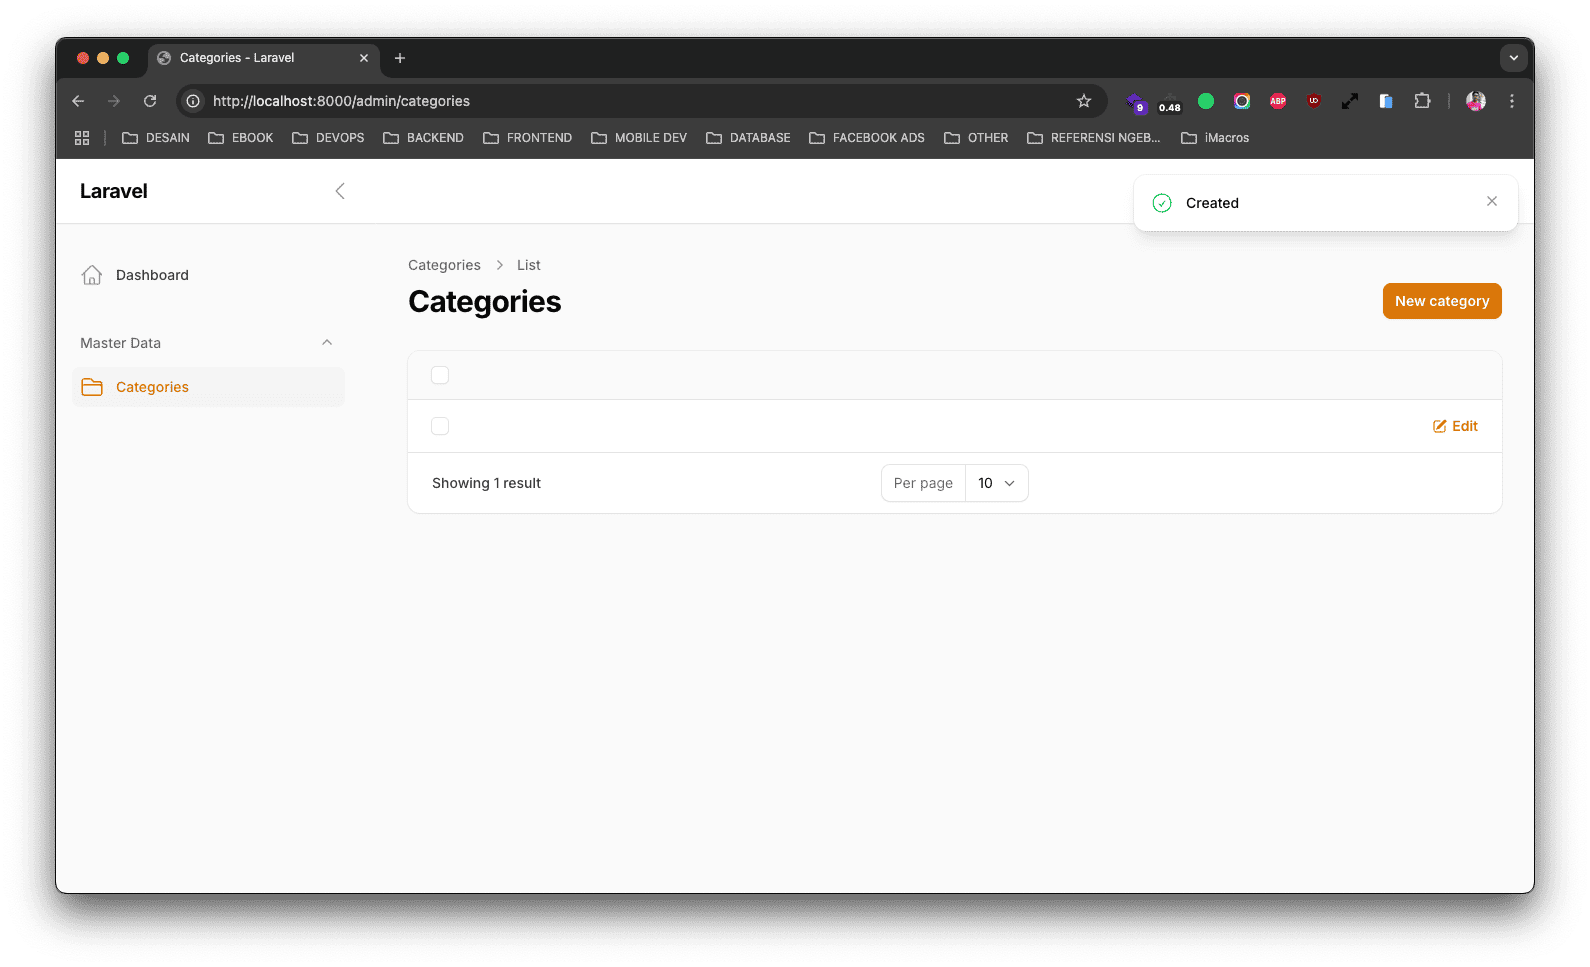 Categories - Laravel
http://localhost:8000/admin/categories
9
0.48
ABP
UO
DESAIN
EBOOK
DEVOPS
BACKEND
FRONTEND
MOBILE DEV
DATABASE
FACEBOOK ADS
OTHER
REFERENSI NGEB...
iMacros
Laravel
Created
Dashboard
Master Data
Categories
Categories
List
Categories
New category
Edit
Showing 1 result
Per page
10